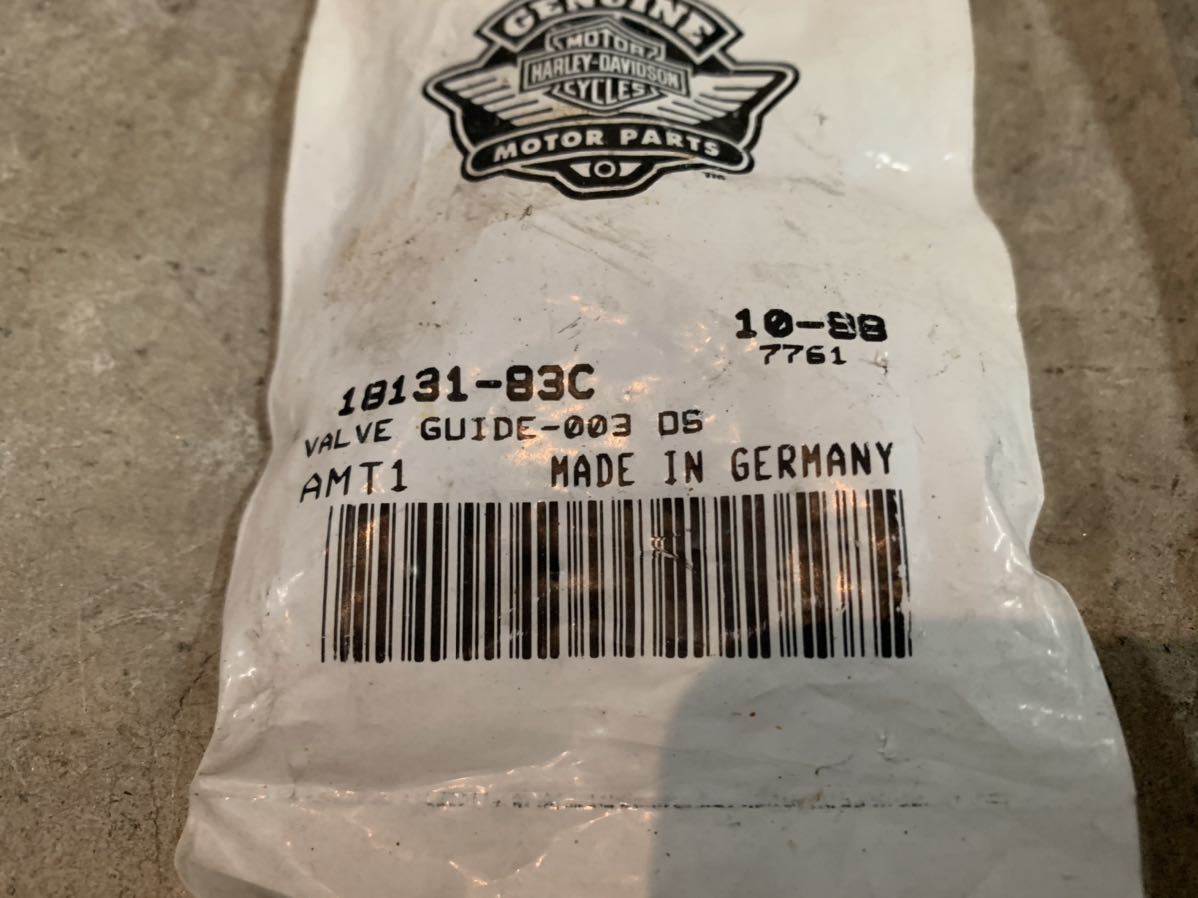 GENUINE
MOTOR
HARLEY-DAVIDSON
CYCLES
MOTOR PARTS
TM
10-88
7761
18131-83C
VALVE GUIDE-003 OS
AMT1
MADE IN GERMANY